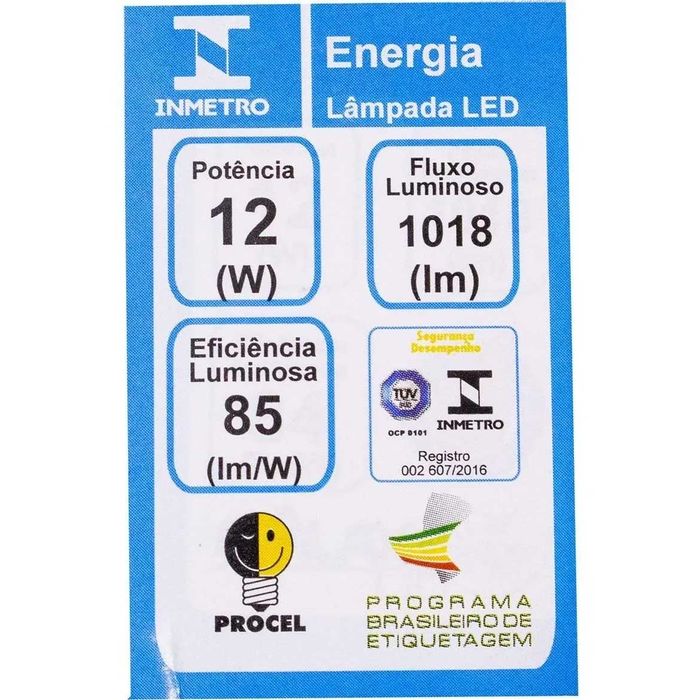 INMETRO
Energia
Lâmpada LED
Potência
12
(W)
Fluxo
Luminoso
1018
(lm)
Eficiência
Luminosa
85
(lm/W)
Segurança
Desempenho
TÜV
OCP 0101
INMETRO
Registro
002 607/2016
PROCEL
PROGRAMA
BRASILEIRO DE
ETIQUETAGEM